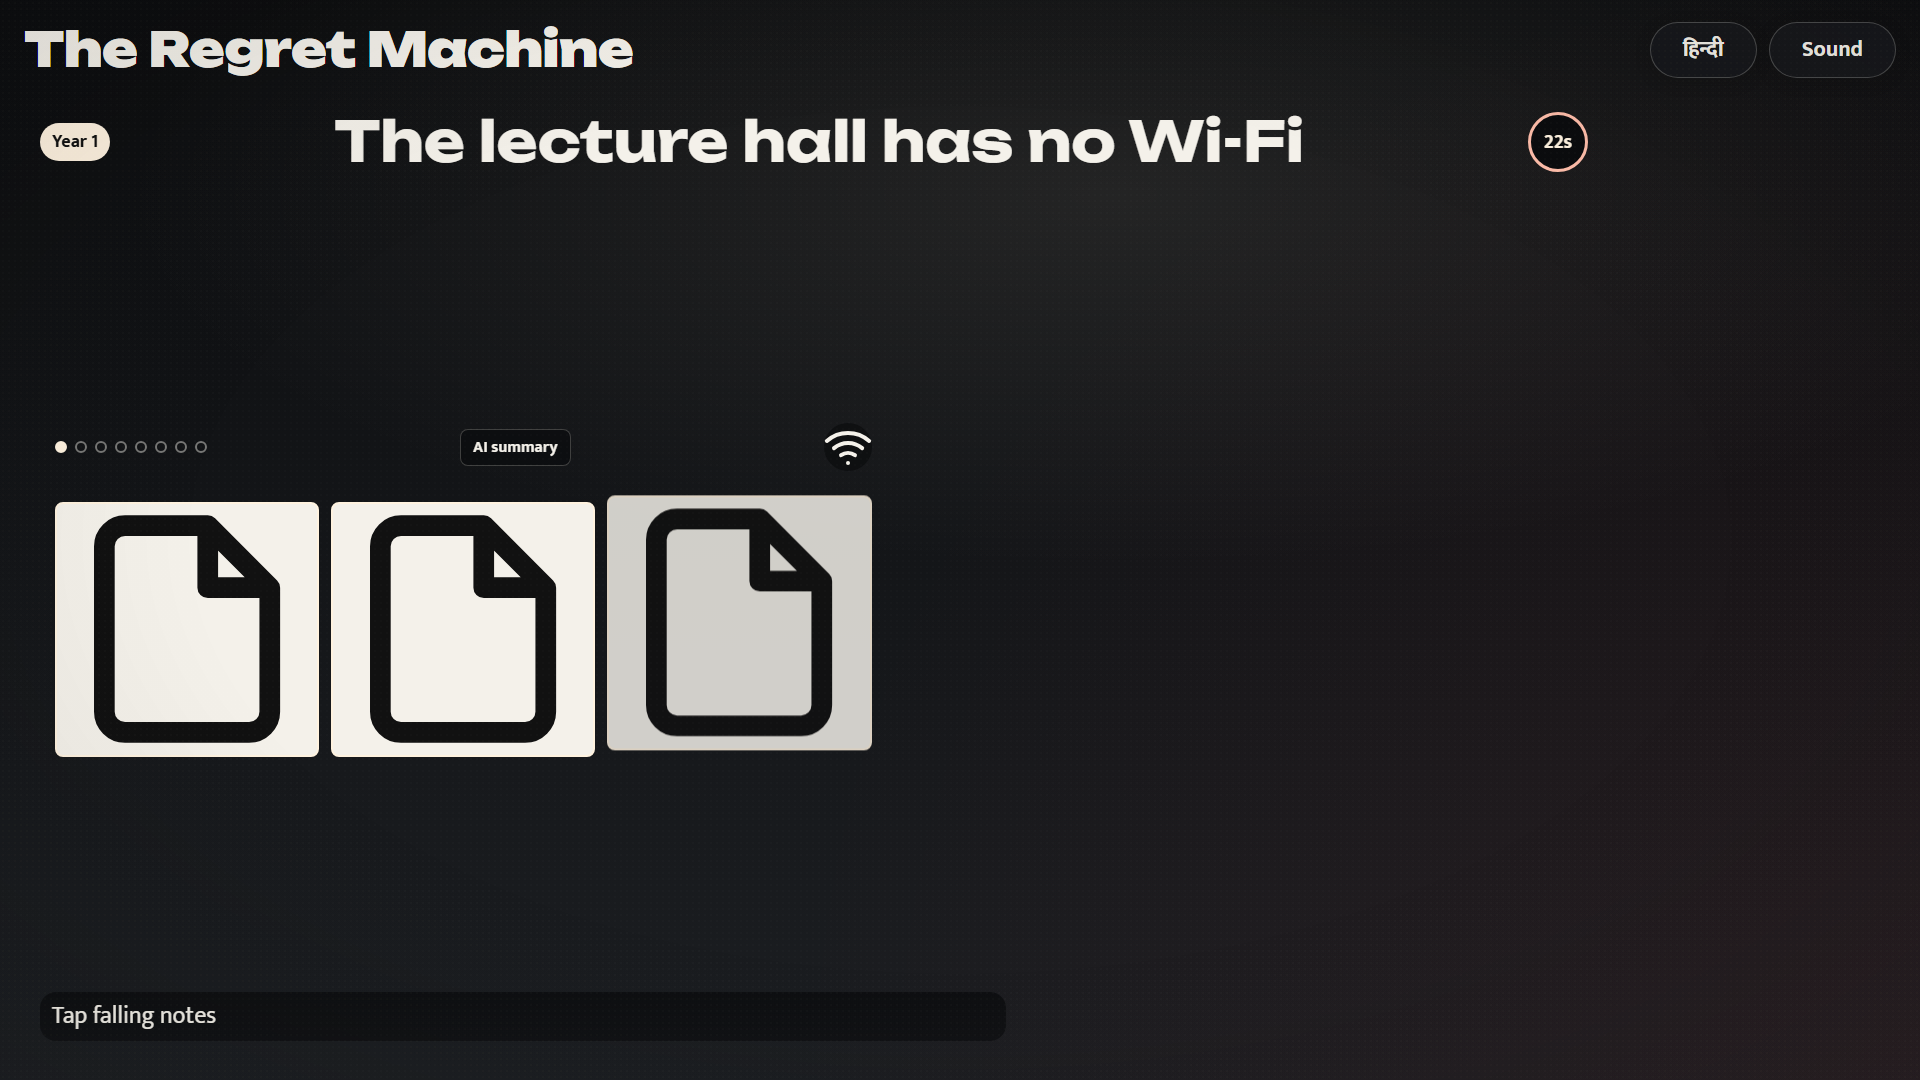 The Regret Machine
हिन्दी
Sound
Year 1
The lecture hall has no Wi-Fi
22s
AI summary
Tap falling notes